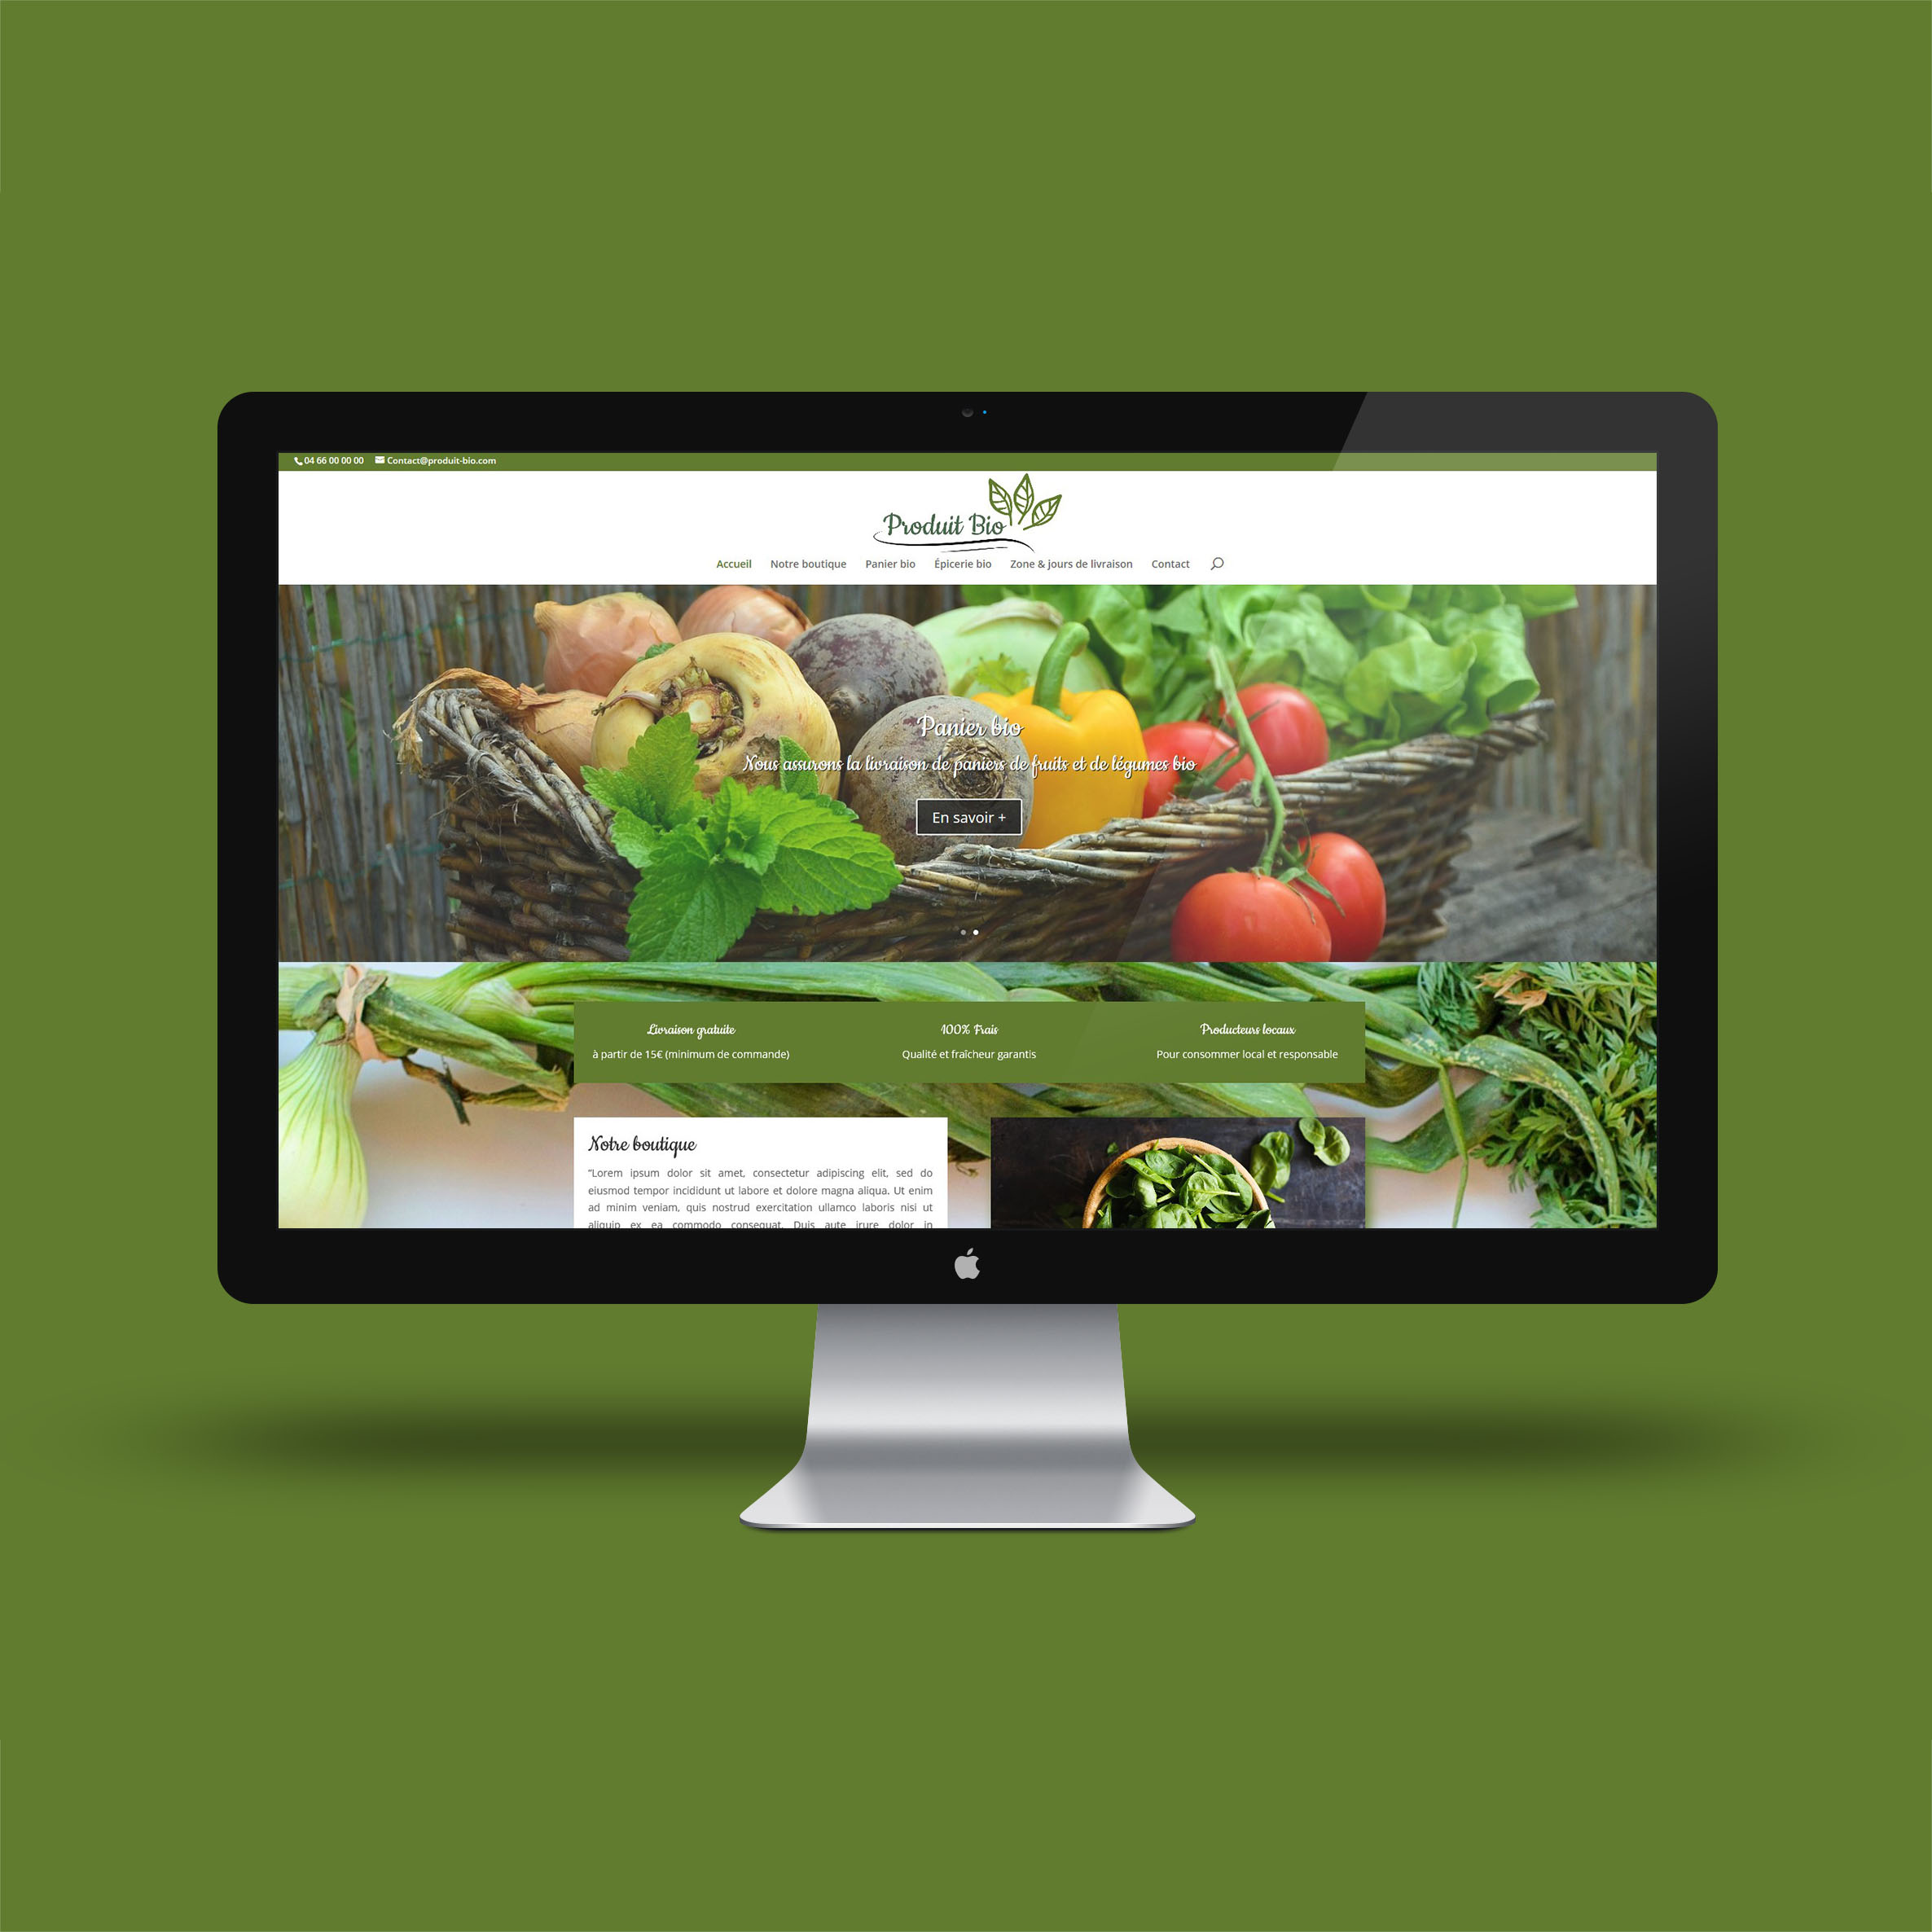 04 66 00 00 00 Contact@produit-bio.com
Produit Bio
Accueil Notre boutique Panier bio Épicerie bio Zone & jours de livraison Contact
Panier bio
Nous assurons la livraison de paniers de fruits et de légumes bio
En savoir +
Livraison gratuite 100% Frais Producteurs locaux
à partir de 15€ (minimum de commande) Qualité et fraîcheur garantis Pour consommer local et responsable
Notre boutique
"Lorem ipsum dolor sit amet, consectetur adipiscing elit, sed do
eiusmod tempor incididunt ut labore et dolore magna aliqua. Ut enim
ad minim veniam, quis nostrud exercitation ullamco laboris nisi ut
aliquip ex ea commodo consequat. Duis aute irure dolor in